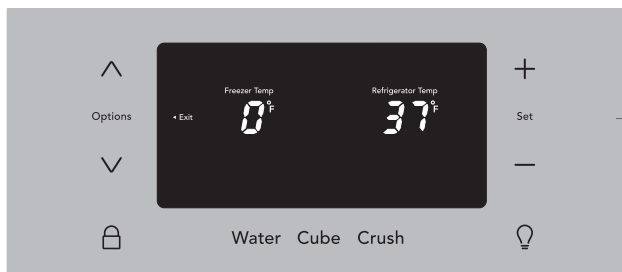 Freezer Temp Refrigerator Temp
Options ◂ Exit 0°F 37°F Set
Water Cube Crush